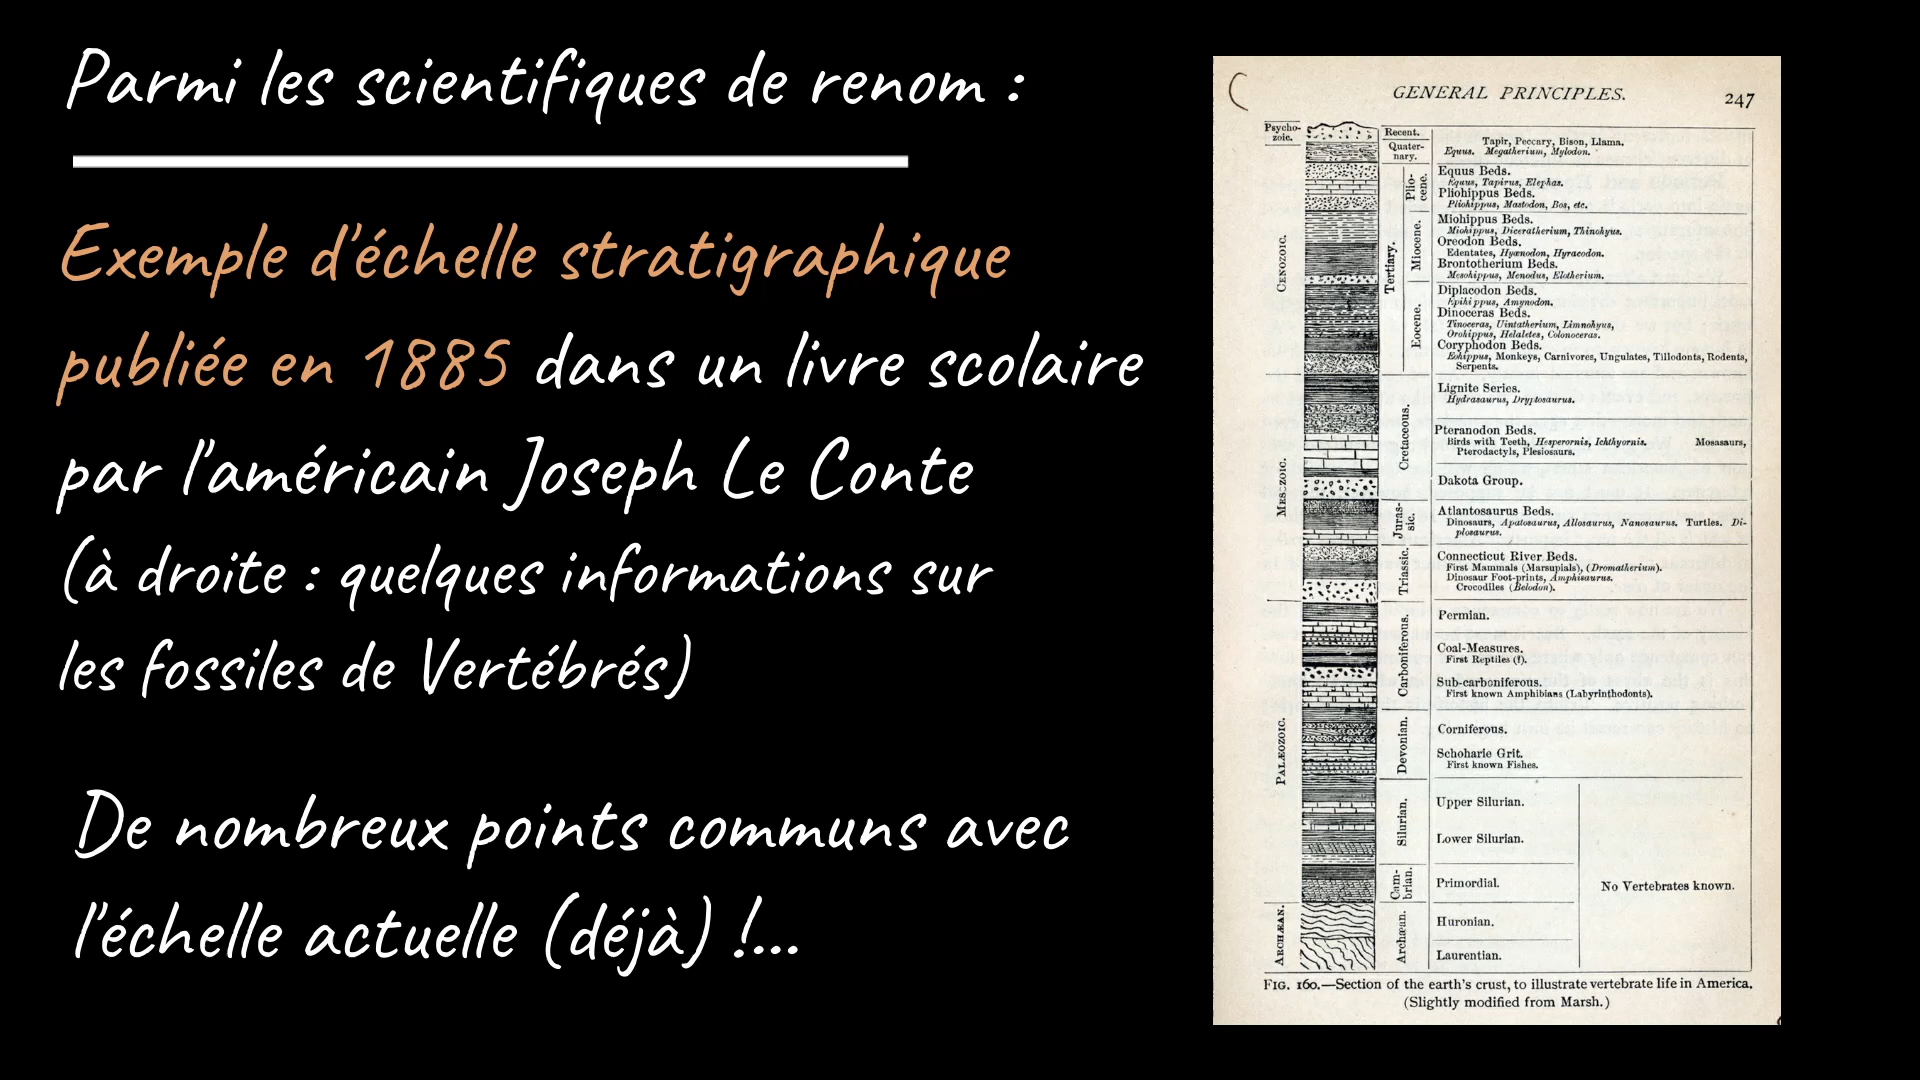 Parmi les scientifiques de renom :
Exemple d'échelle stratigraphique
publiée en 1885 dans un livre scolaire
par l'américain Joseph Le Conte
(à droite : quelques informations sur
les fossiles de Vertébrés)
De nombreux points communs avec
l'échelle actuelle (déjà) !...
GENERAL PRINCIPLES. 247
Psycho-
zoic.
CENOZOIC.
MESOZOIC.
PALÆOZOIC.
ARCHÆAN.
Recent.
Quater-
nary.
Tertiary.
Plio-
cene.
Miocene.
Eocene.
Cretaceous.
Juras-
sic.
Triassic.
Carboniferous.
Devonian.
Silurian.
Cam-
brian.
Archæan.
Tapir, Peccary, Bison, Llama.
Equus. Megatherium, Mylodon.
Equus Beds.
Equus, Tapirus, Elephas.
Pliohippus Beds.
Pliohippus, Mastodon, Bos, etc.
Miohippus Beds.
Miohippus, Diceratherium, Thinohyus.
Oreodon Beds.
Edentates, Hyænodon, Hyracodon.
Brontotherium Beds.
Mesohippus, Menodus, Elotherium.
Diplacodon Beds.
Epihippus, Amynodon.
Dinoceras Beds.
Tinoceras, Uintatherium, Limnohyus,
Orohippus, Helaletes, Colonoceras.
Coryphodon Beds.
Eohippus, Monkeys, Carnivores, Ungulates, Tillodonts, Rodents,
Serpents.
Lignite Series.
Hydrasaurus, Dryptosaurus.
Pteranodon Beds.
Birds with Teeth, Hesperornis, Ichthyornis. Mosasaurs,
Pterodactyls, Plesiosaurs.
Dakota Group.
Atlantosaurus Beds.
Dinosaurs, Apatosaurus, Allosaurus, Nanosaurus. Turtles. Di-
plosaurus.
Connecticut River Beds.
First Mammals (Marsupials), (Dromatherium).
Dinosaur Foot-prints, Amphisaurus.
Crocodiles (Belodon).
Permian.
Coal-Measures.
First Reptiles (?).
Sub-carboniferous.
First known Amphibians (Labyrinthodonts).
Corniferous.
Schoharie Grit.
First known Fishes.
Upper Silurian.
Lower Silurian.
Primordial.
No Vertebrates known.
Huronian.
Laurentian.
FIG. 160.—Section of the earth's crust, to illustrate vertebrate life in America.
(Slightly modified from Marsh.)